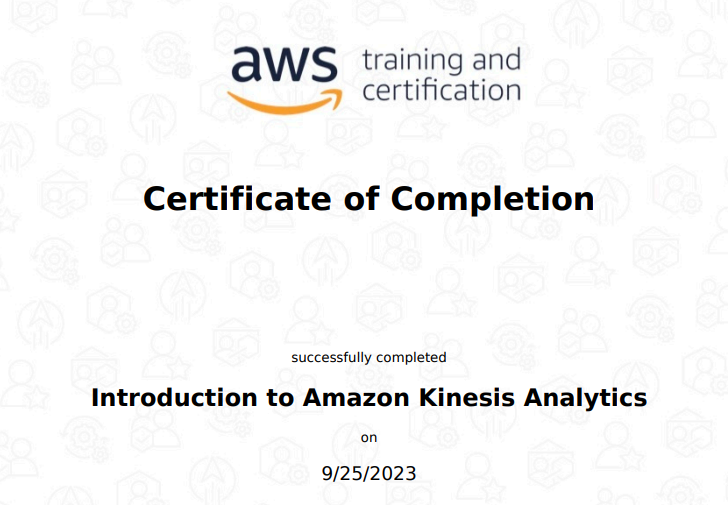 aws training and
certification
Certificate of Completion
successfully completed
Introduction to Amazon Kinesis Analytics
on
9/25/2023